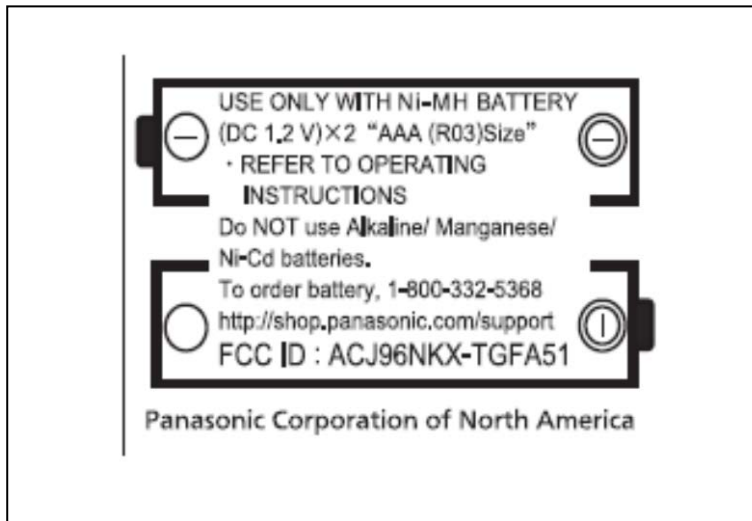 USE ONLY WITH Ni-MH BATTERY
(DC 1.2 V)×2 “AAA (R03)Size”
· REFER TO OPERATING
INSTRUCTIONS
Do NOT use Alkaline/ Manganese/
Ni-Cd batteries.
To order battery, 1-800-332-5368
http://shop.panasonic.com/support
FCC ID : ACJ96NKX-TGFA51
Panasonic Corporation of North America